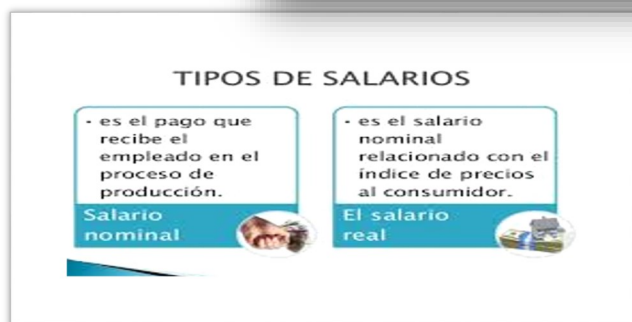 TIPOS DE SALARIOS
• es el pago que
recibe el
empleado en el
proceso de
producción.
Salario
nominal
• es el salario
nominal
relacionado con el
índice de precios
al consumidor.
El salario
real